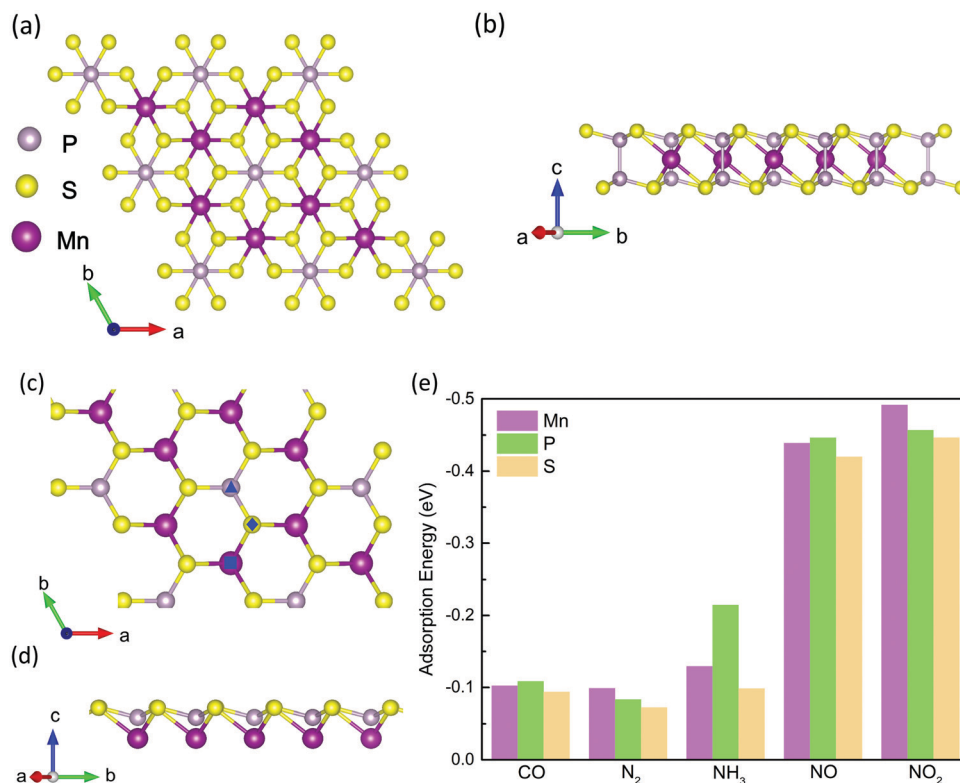 (a)
P
S
Mn
b
a
(b)
c
a
b
(c)
b
a
(d)
c
a
b
(e)
Adsorption Energy (eV)
-0.5
-0.4
-0.3
-0.2
-0.1
0.0
Mn
P
S
CO
N₂
NH₃
NO
NO₂